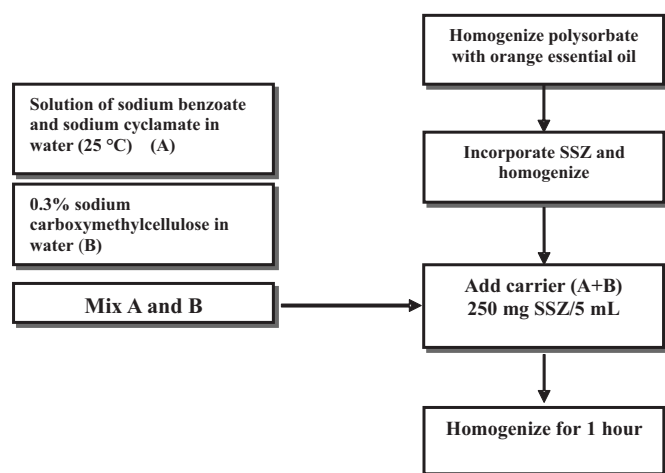 Homogenize polysorbate
with orange essential oil
Solution of sodium benzoate
and sodium cyclamate in
water (25 °C) (A)
Incorporate SSZ and
homogenize
0.3% sodium
carboxymethylcellulose in
water (B)
Mix A and B
Add carrier (A+B)
250 mg SSZ/5 mL
Homogenize for 1 hour